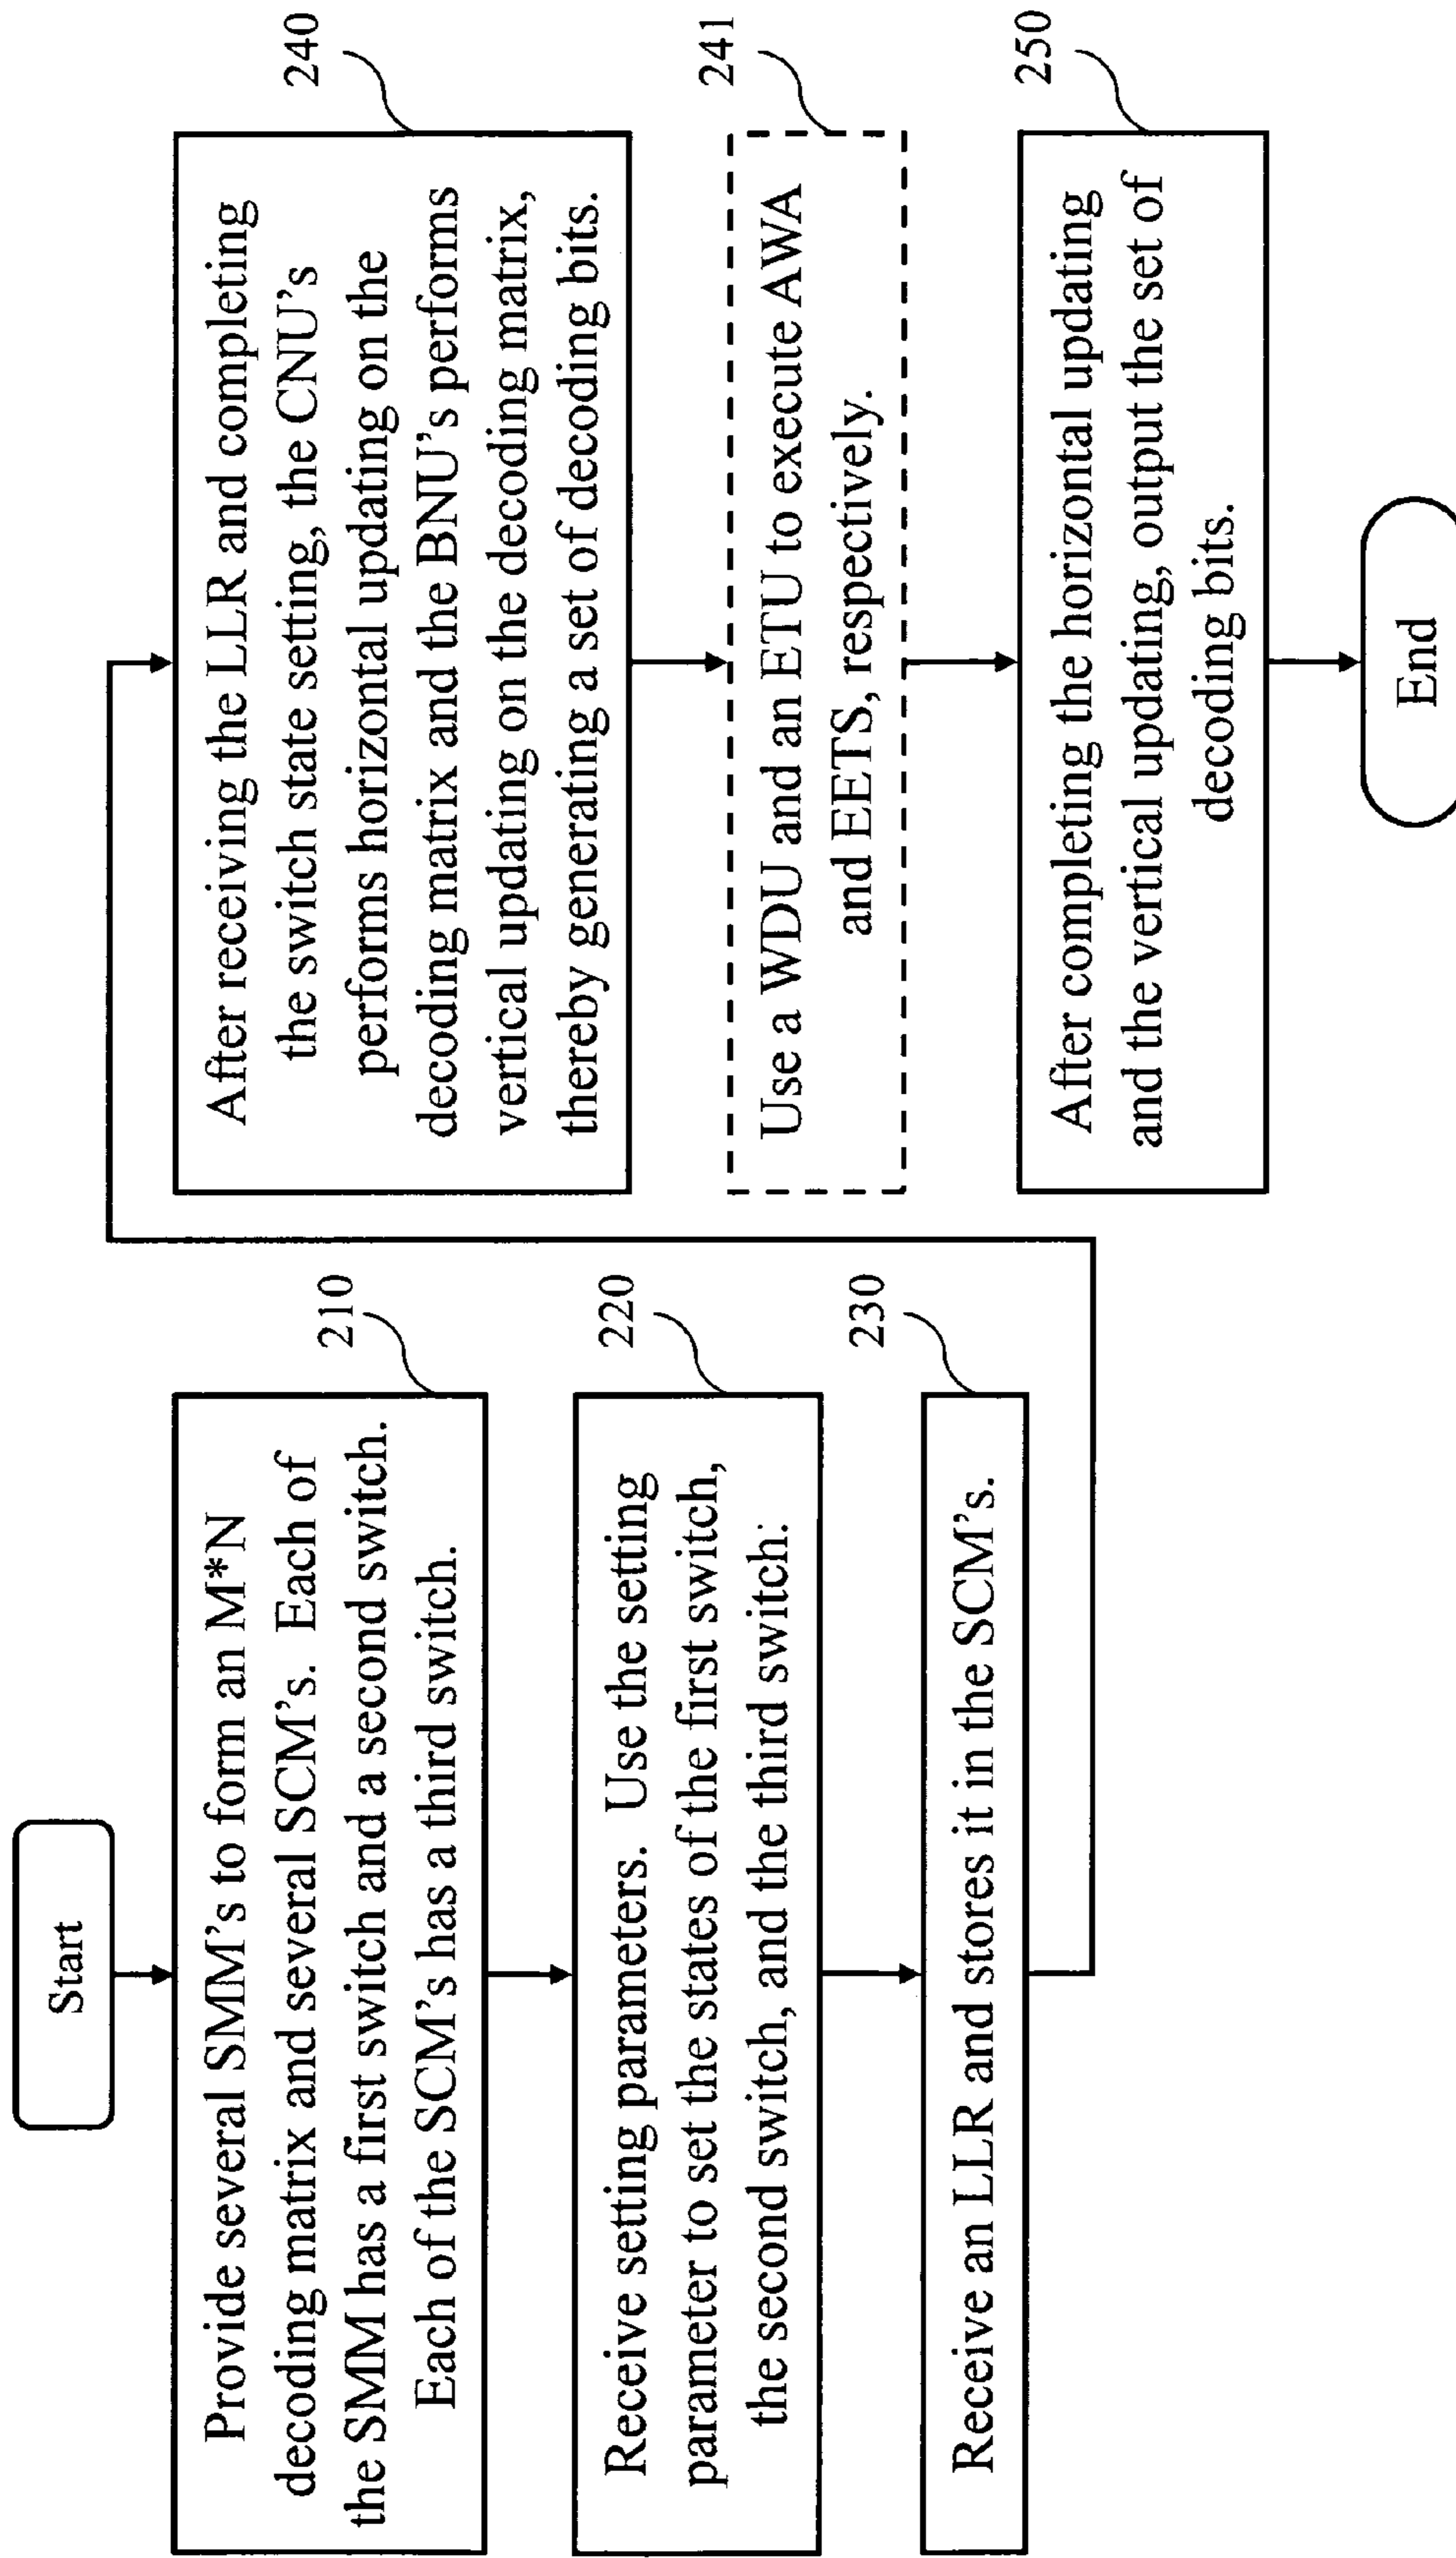 Start
210
Provide several SMM's to form an M*N
decoding matrix and several SCM's. Each of
the SMM has a first switch and a second switch.
Each of the SCM's has a third switch.
220
Receive setting parameters. Use the setting
parameter to set the states of the first switch,
the second switch, and the third switch.
230
Receive an LLR and stores it in the SCM's.
240
After receiving the LLR and completing
the switch state setting, the CNU's
performs horizontal updating on the
decoding matrix and the BNU's performs
vertical updating on the decoding matrix,
thereby generating a set of decoding bits.
241
Use a WDU and an ETU to execute AWA
and EETS, respectively.
250
After completing the horizontal updating
and the vertical updating, output the set of
decoding bits.
End